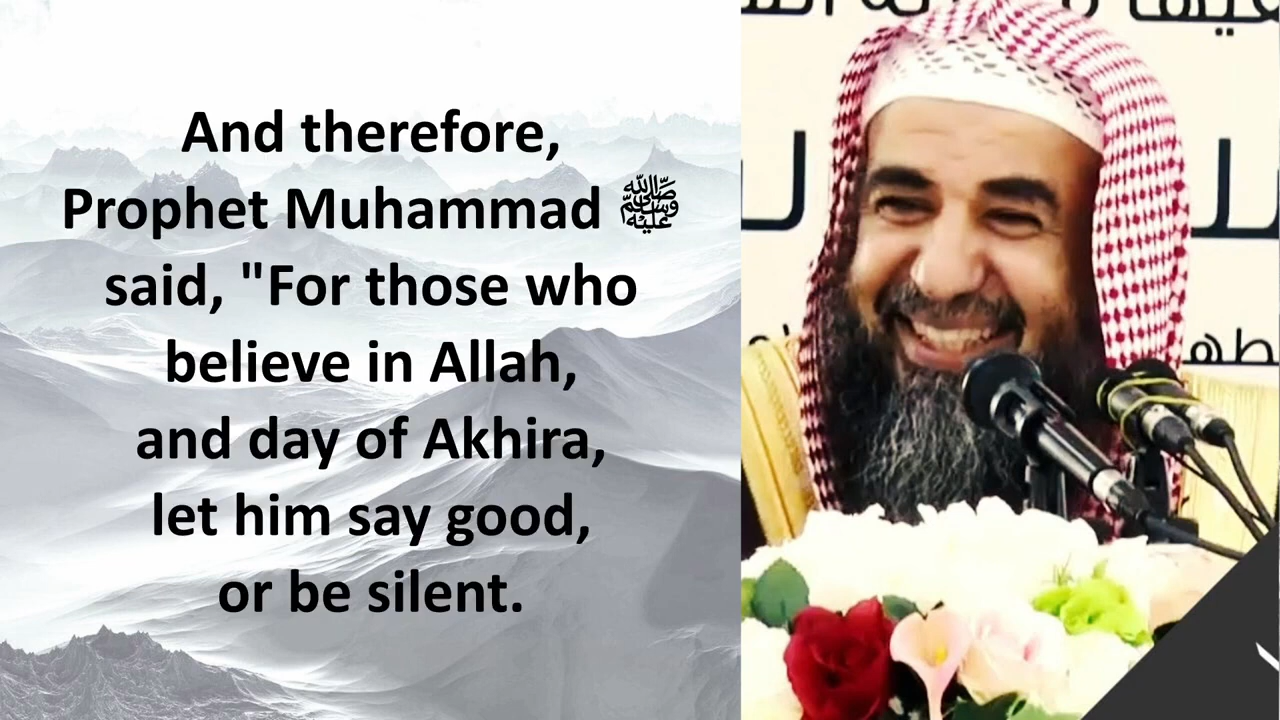 And therefore,
Prophet Muhammad ﷺ
said, "For those who
believe in Allah,
and day of Akhira,
let him say good,
or be silent.